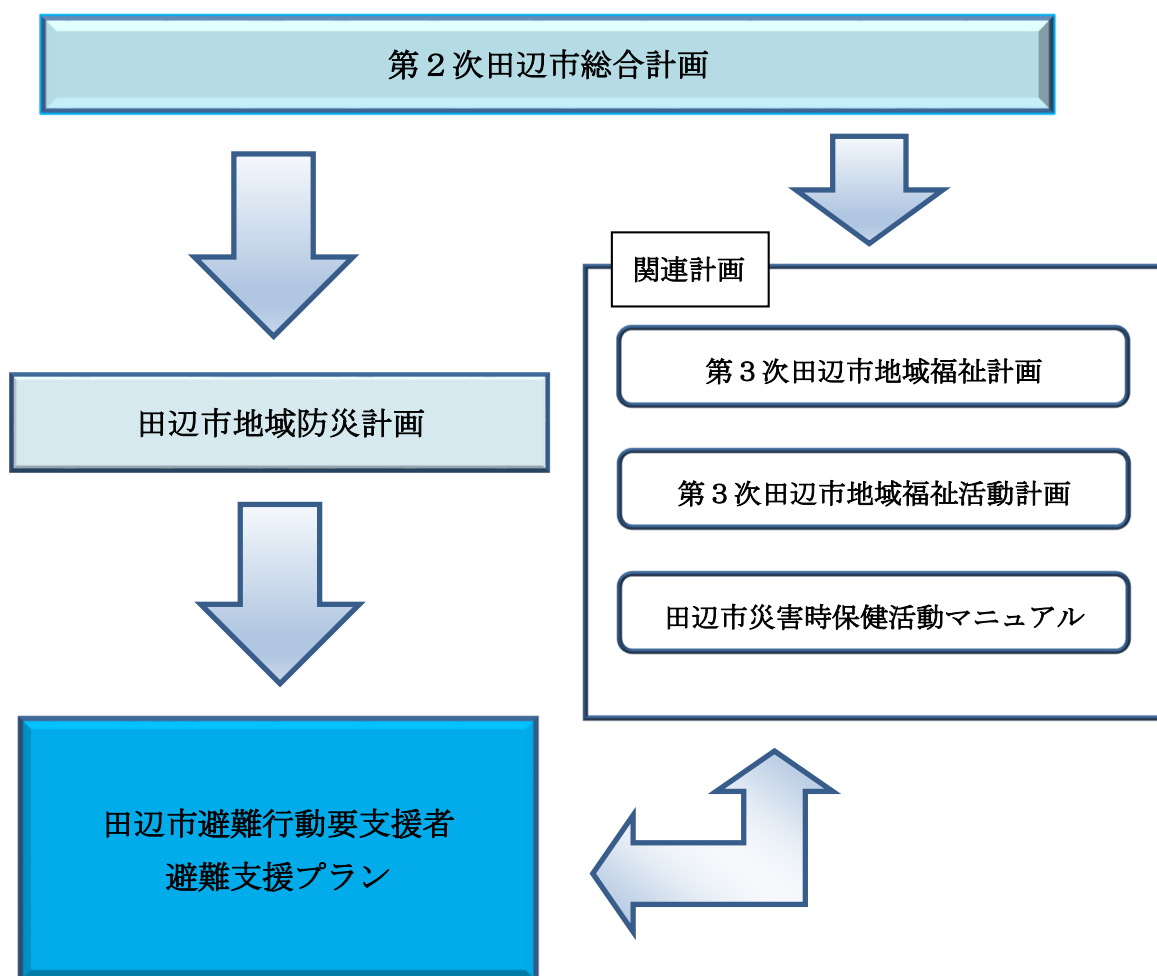 第２次田辺市総合計画
関連計画
第３次田辺市地域福祉計画
田辺市地域防災計画
第３次田辺市地域福祉活動計画
田辺市災害時保健活動マニュアル
田辺市避難行動要支援者
避難支援プラン